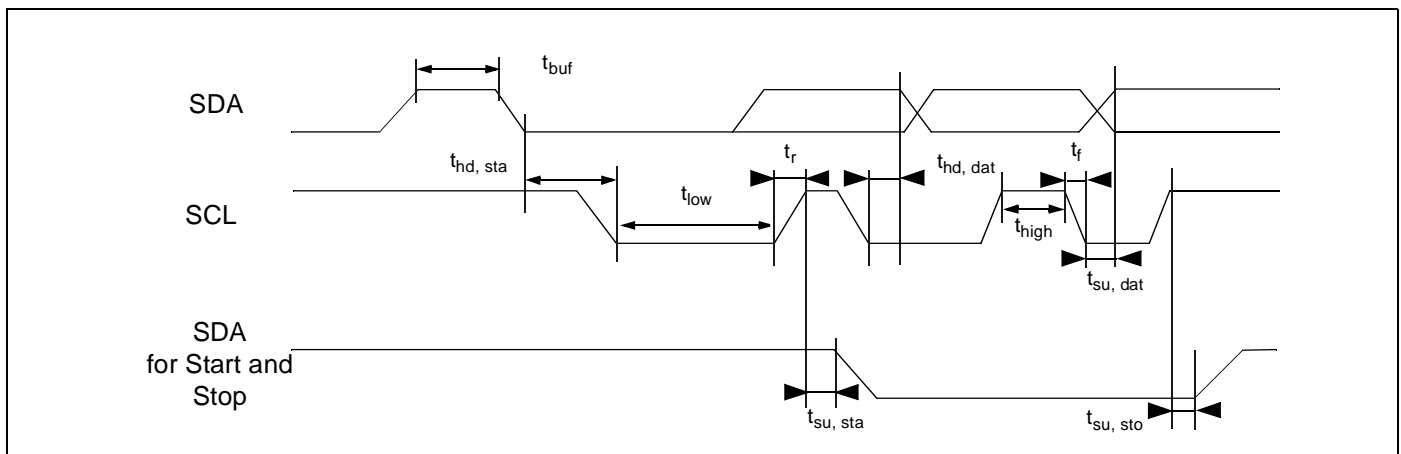 t_buf
SDA
t_hd, sta
t_r
t_hd, dat
t_f
SCL
t_low
t_high
t_su, dat
SDA
for Start and
Stop
t_su, sta
t_su, sto